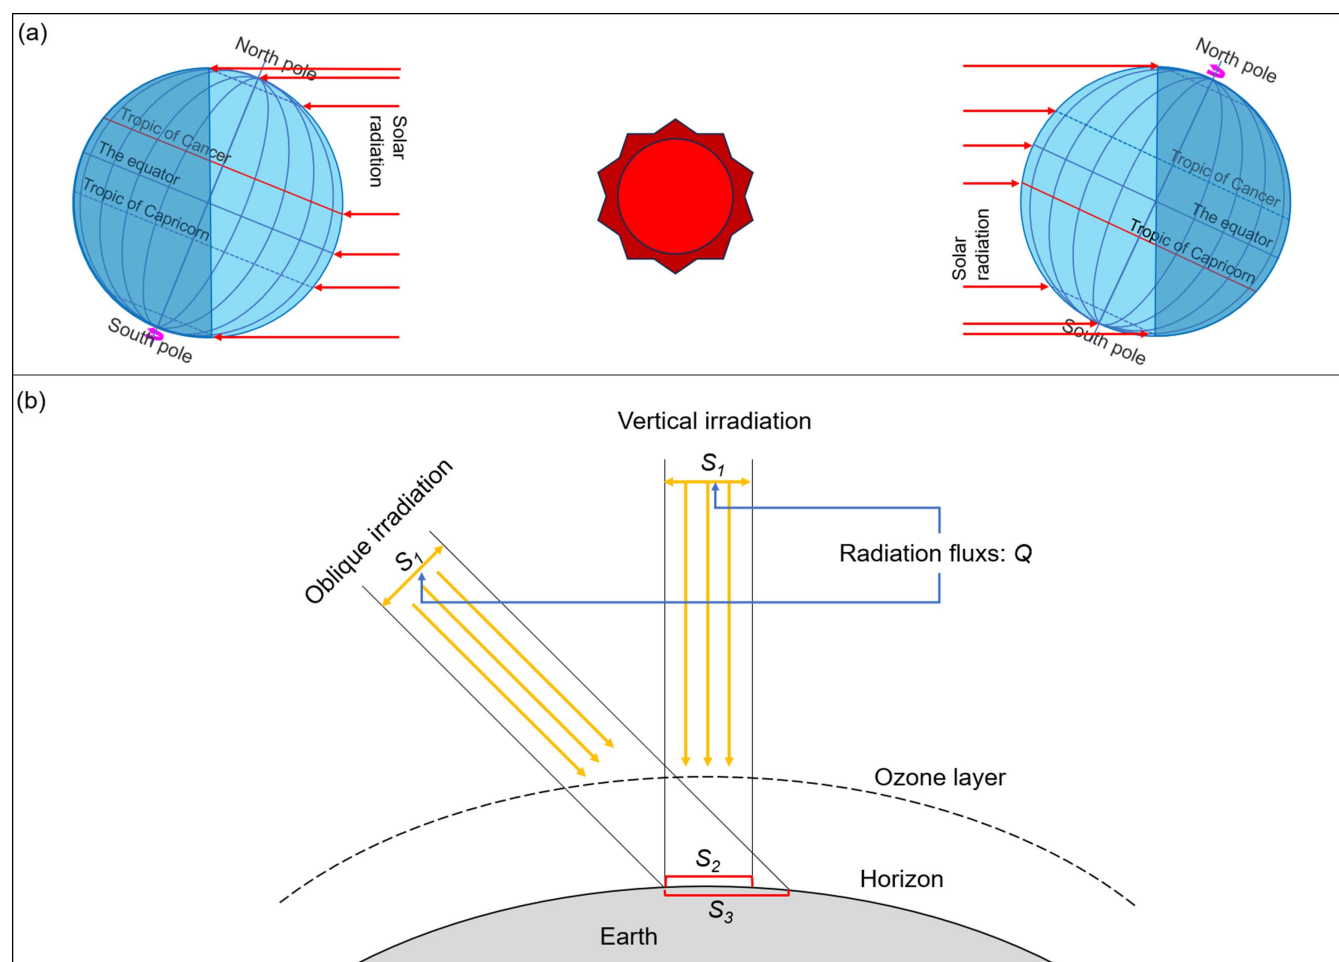 (a)
North pole
Solar
radiation
Tropic of Cancer
The equator
Tropic of Capricorn
South pole
North pole
Solar
radiation
Tropic of Cancer
The equator
Tropic of Capricorn
South pole
(b)
Vertical irradiation
S1
Oblique irradiation
S1
Radiation fluxs: Q
Ozone layer
S2
Horizon
S3
Earth